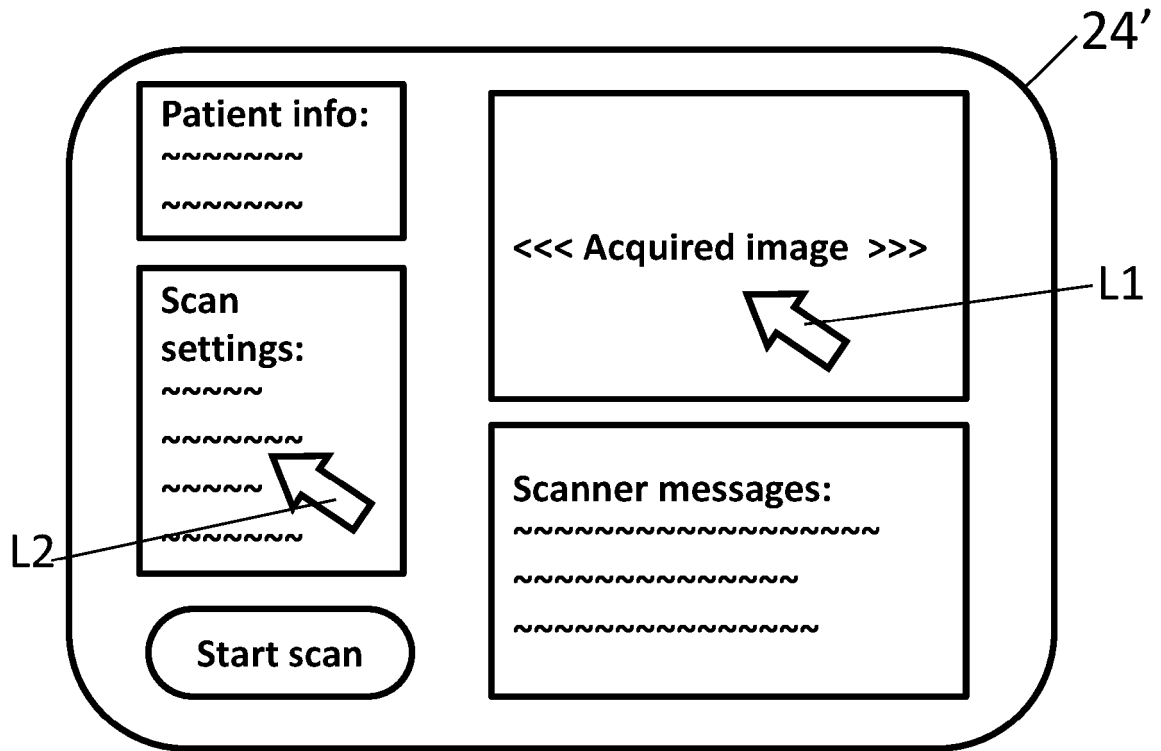 24’
Patient info:
~~~~~~~
~~~~~~~
<<< Acquired image >>>
L1
Scan
settings:
~~~~~
~~~~~~~
~~~~~
~~~~~~~
L2
Scanner messages:
~~~~~~~~~~~~~~~~~~
~~~~~~~~~~~~~~
~~~~~~~~~~~~~~~
Start scan